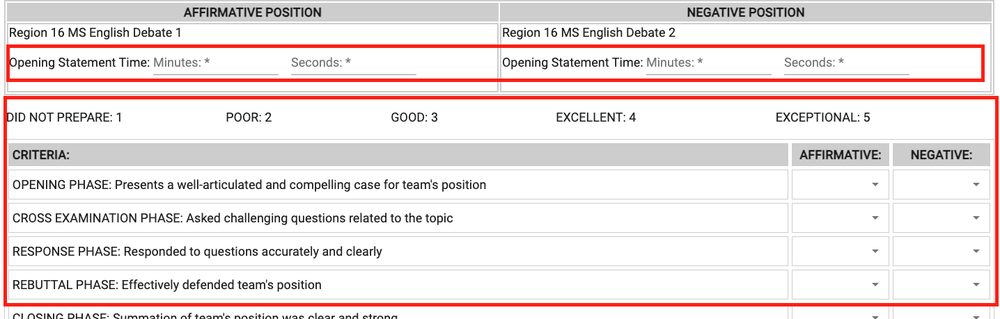 AFFIRMATIVE POSITION NEGATIVE POSITION
Region 16 MS English Debate 1 Region 16 MS English Debate 2
Opening Statement Time: Minutes: * Seconds: * Opening Statement Time: Minutes: * Seconds: *
DID NOT PREPARE: 1 POOR: 2 GOOD: 3 EXCELLENT: 4 EXCEPTIONAL: 5
CRITERIA: AFFIRMATIVE: NEGATIVE:
OPENING PHASE: Presents a well-articulated and compelling case for team's position
CROSS EXAMINATION PHASE: Asked challenging questions related to the topic
RESPONSE PHASE: Responded to questions accurately and clearly
REBUTTAL PHASE: Effectively defended team's position
CLOSING PHASE: Summation of team's position was clear and strong